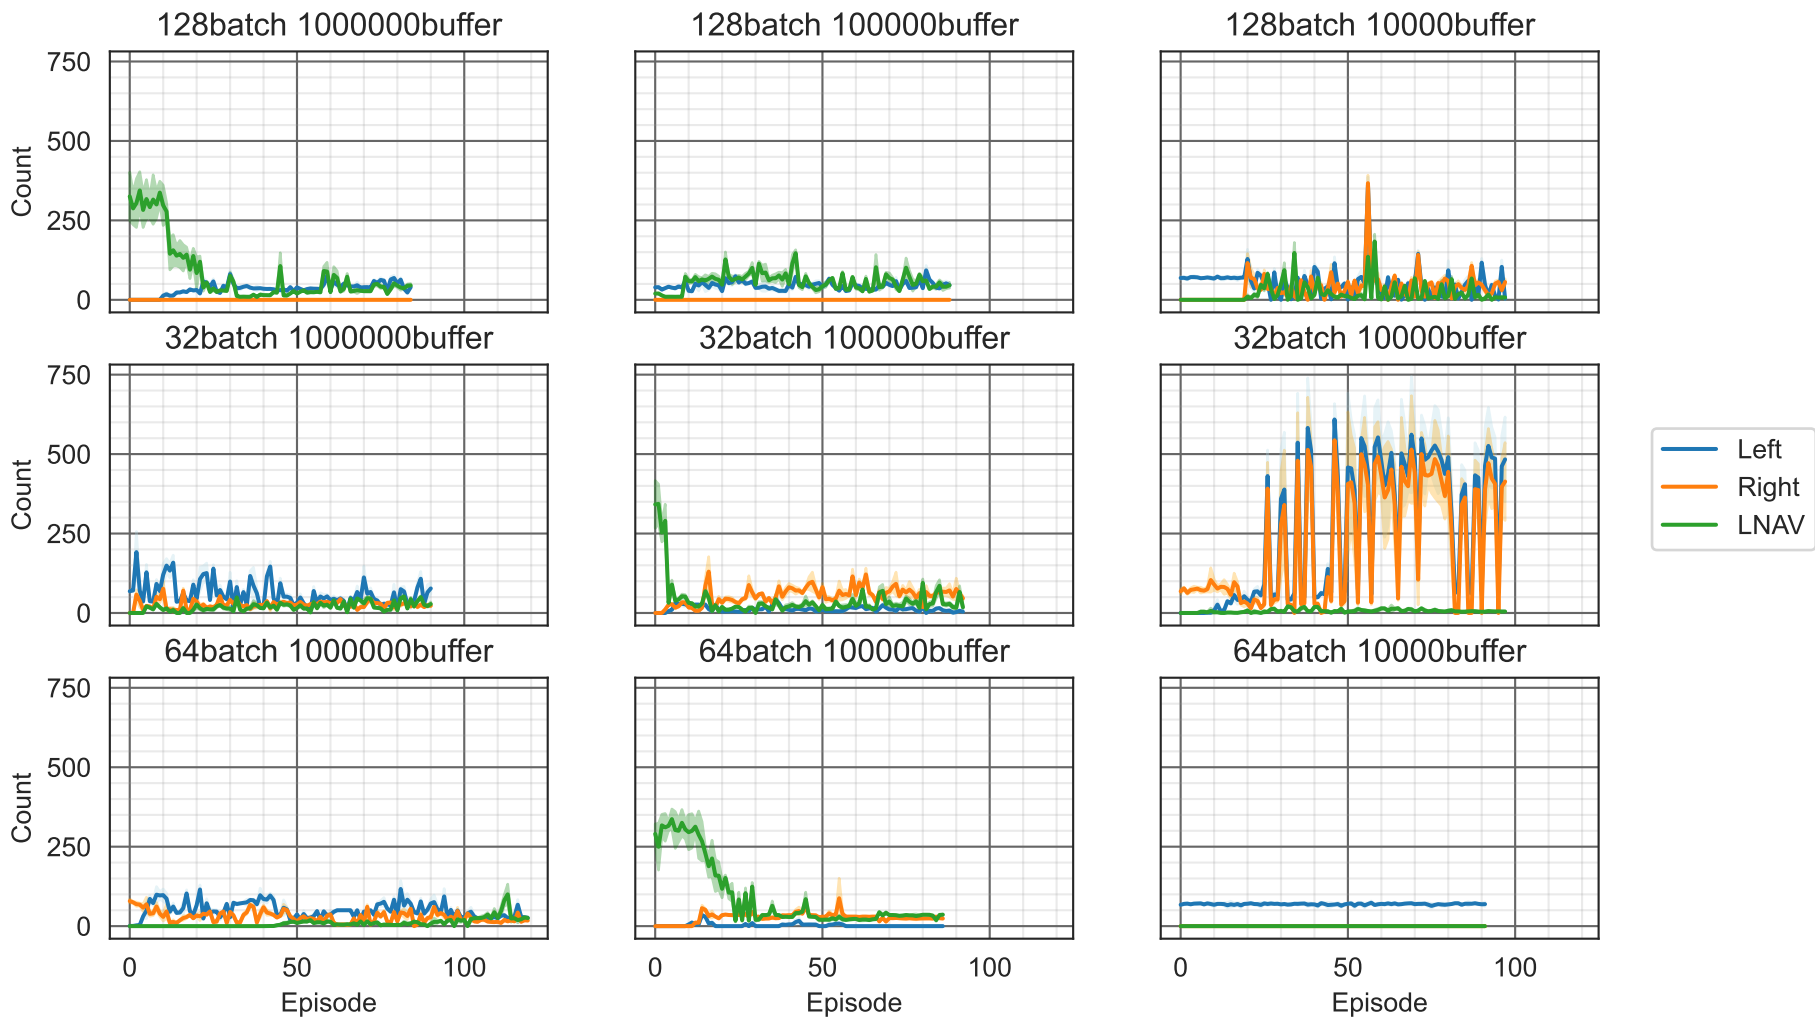 128batch 1000000buffer
128batch 100000buffer
128batch 10000buffer
750
500
250
0
Count
32batch 1000000buffer
32batch 100000buffer
32batch 10000buffer
750
500
250
0
Count
Left
Right
LNAV
64batch 1000000buffer
64batch 100000buffer
64batch 10000buffer
750
500
250
0
Count
0 50 100
0 50 100
0 50 100
Episode
Episode
Episode